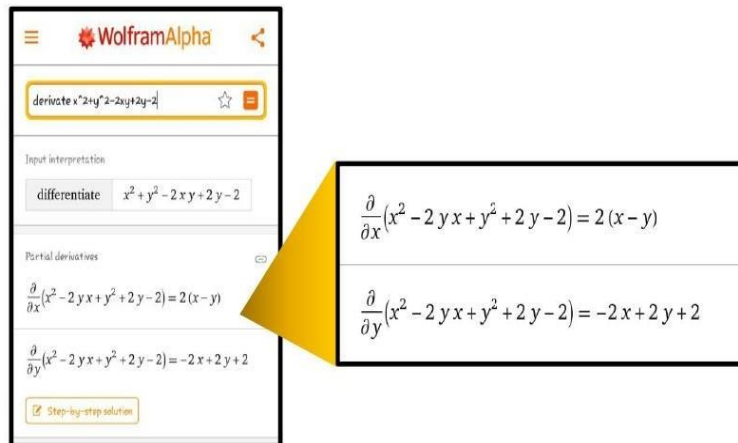 WolframAlpha
derivate x^2+y^2-2xy+2y-2
Input interpretation
differentiate x² + y² − 2 x y + 2 y − 2
Partial derivatives
∂/∂x (x² − 2 y x + y² + 2 y − 2) = 2 (x − y)
∂/∂y (x² − 2 y x + y² + 2 y − 2) = −2 x + 2 y + 2
Step-by-step solution
∂/∂x (x² − 2 y x + y² + 2 y − 2) = 2 (x − y)
∂/∂y (x² − 2 y x + y² + 2 y − 2) = −2 x + 2 y + 2